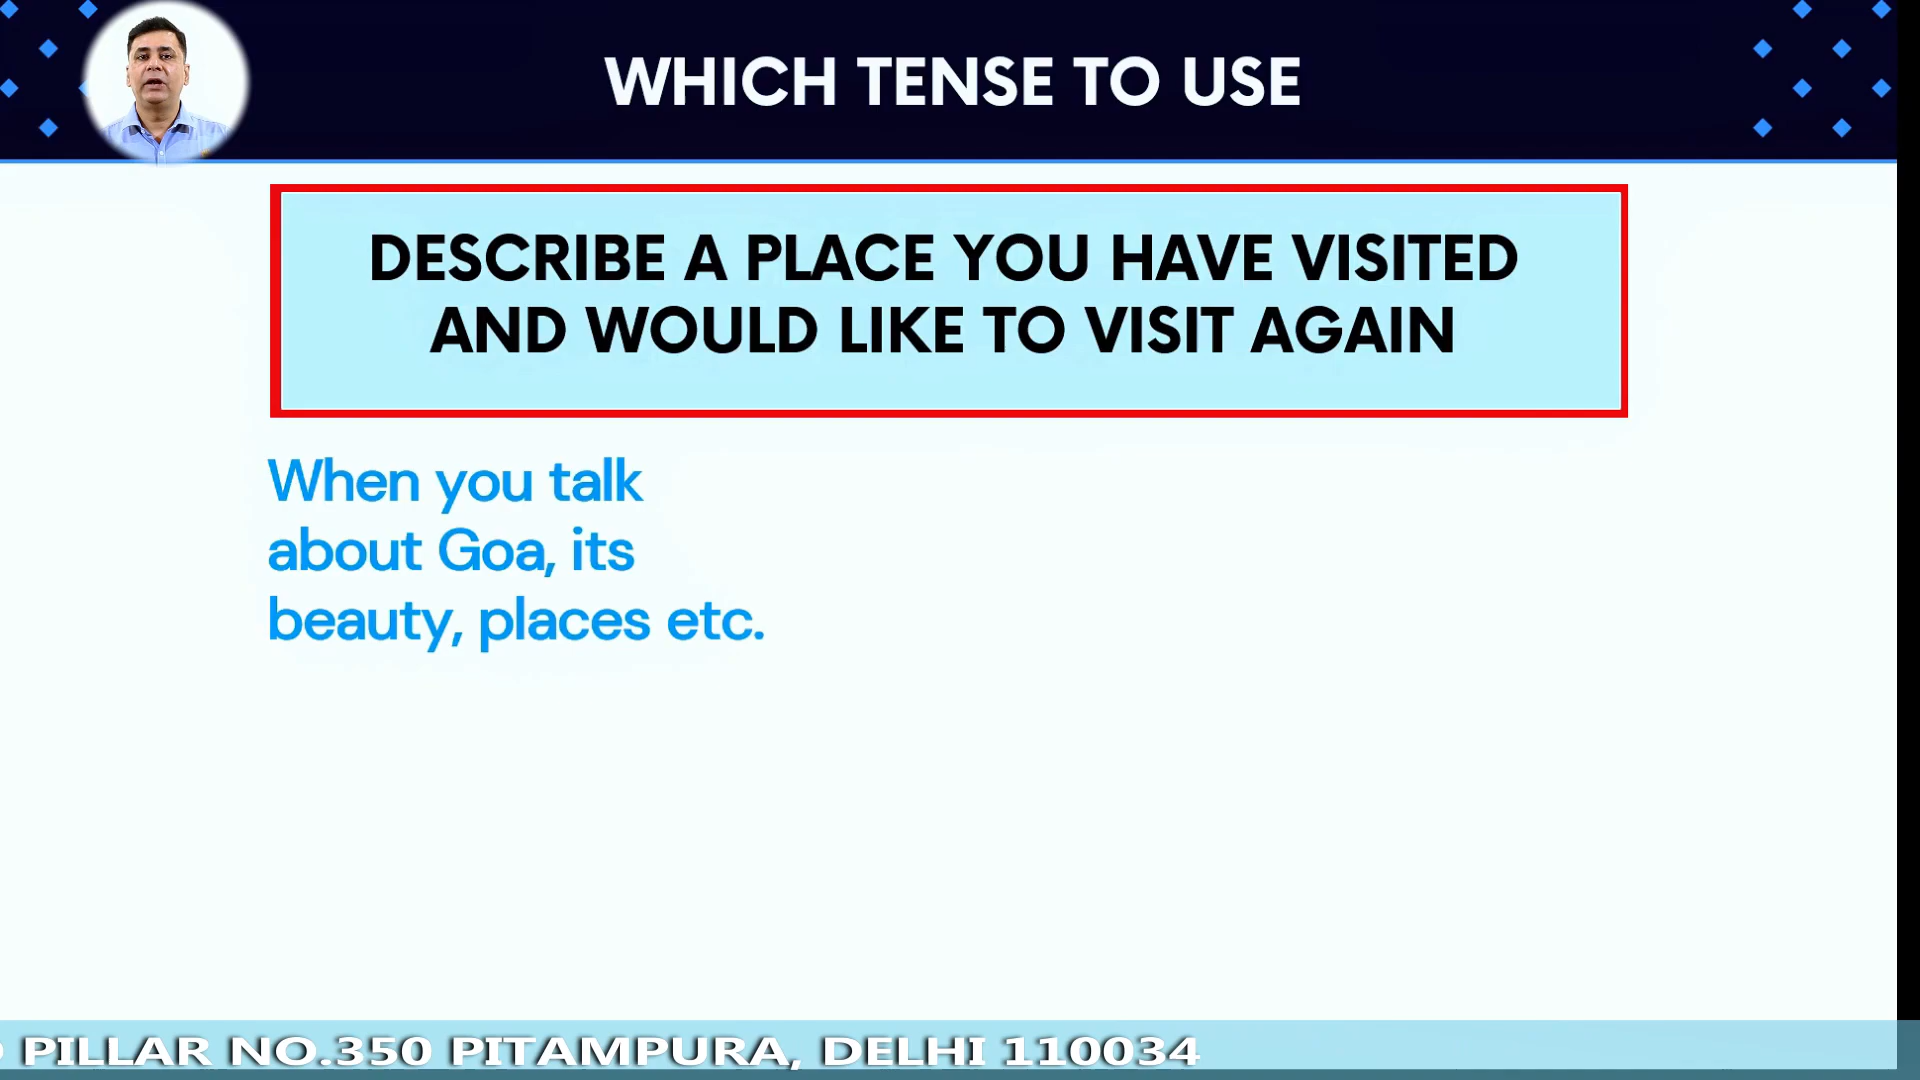 WHICH TENSE TO USE
DESCRIBE A PLACE YOU HAVE VISITED
AND WOULD LIKE TO VISIT AGAIN
When you talk
about Goa, its
beauty, places etc.
PILLAR NO.350 PITAMPURA, DELHI 110034